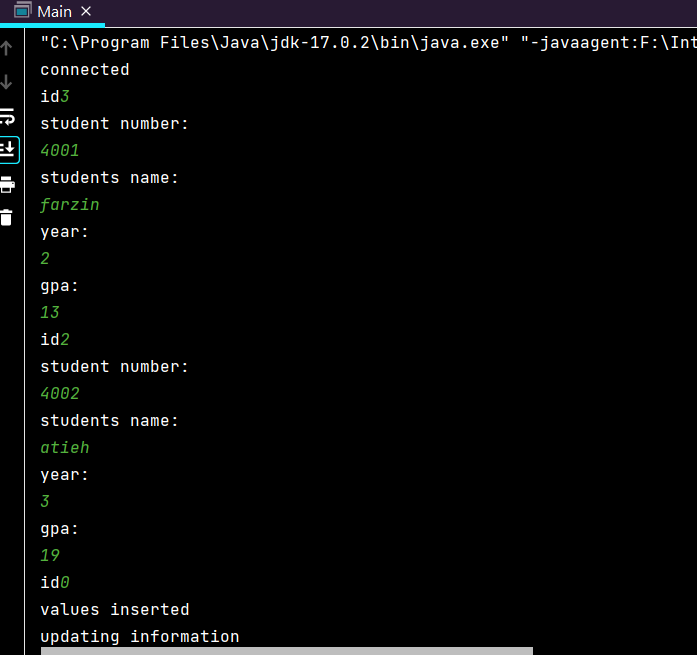 Main
"C:\Program Files\Java\jdk-17.0.2\bin\java.exe" "-javaagent:F:\Int
connected
id3
student number:
4001
students name:
farzin
year:
2
gpa:
13
id2
student number:
4002
students name:
atieh
year:
3
gpa:
19
id0
values inserted
updating information